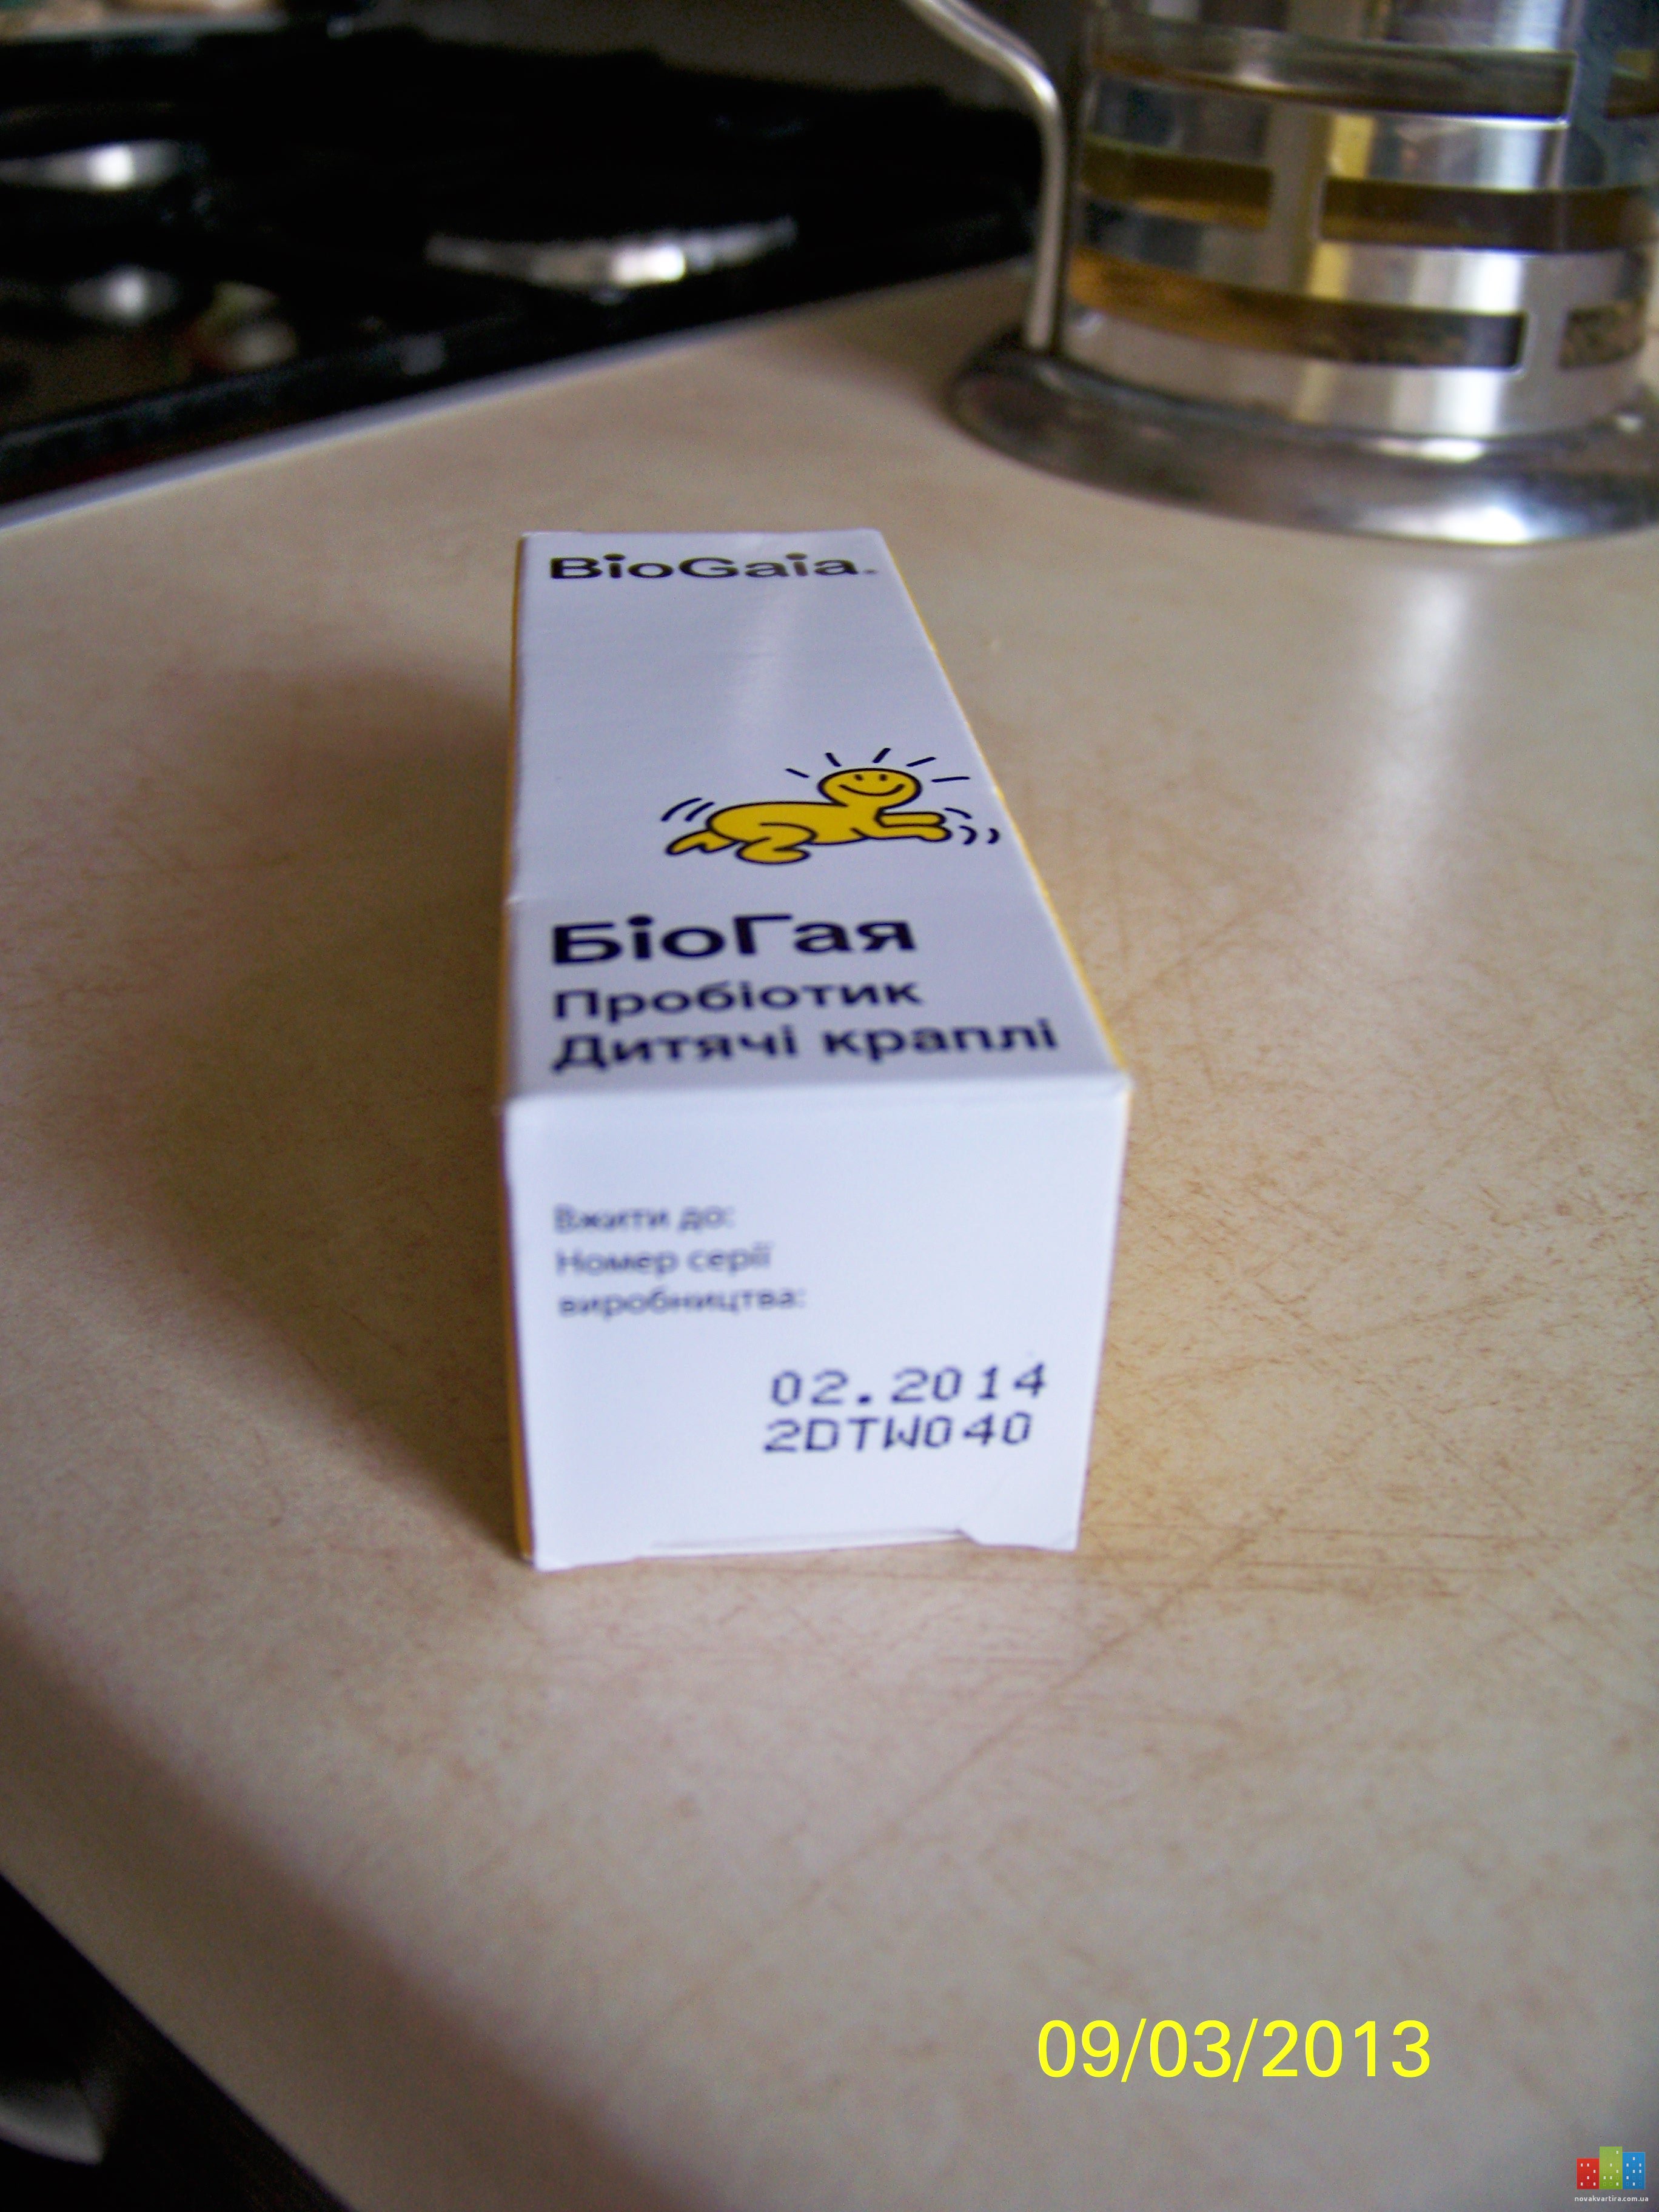 BioGaia
БіоГая
Пробіотик
Дитячі краплі
Вжити до:
Номер серії
виробництва:
02.2014
2DTW040
09/03/2013
novakvartira.com.ua